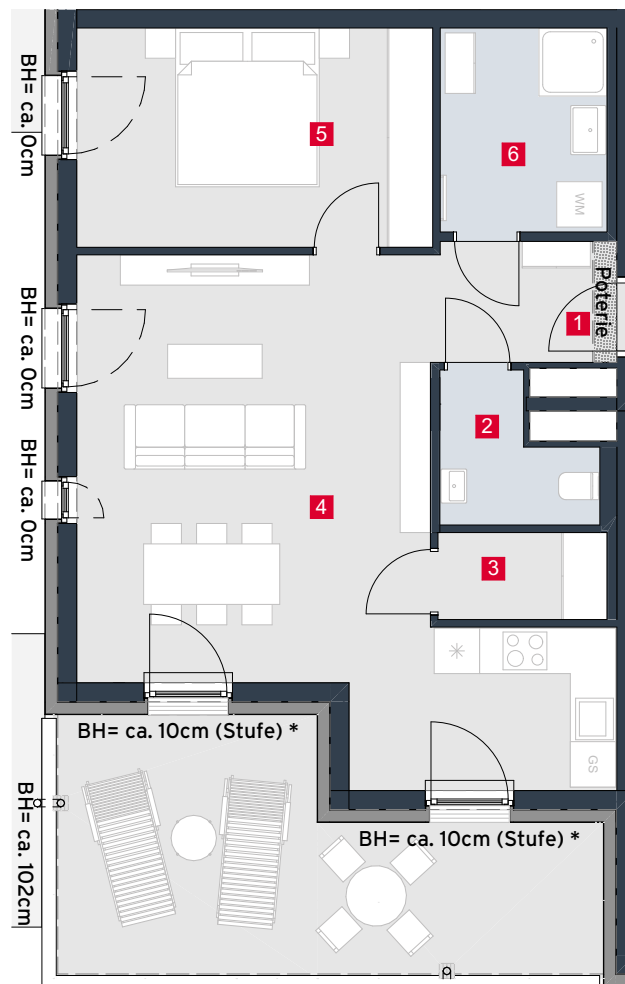 BH= ca. 0cm
5
6
WM
1
Poterie
BH= ca. 0cm
2
BH= ca. 0cm
4
3
GS
BH= ca. 10cm (Stufe) *
BH= ca. 10cm (Stufe) *
BH= ca. 102cm